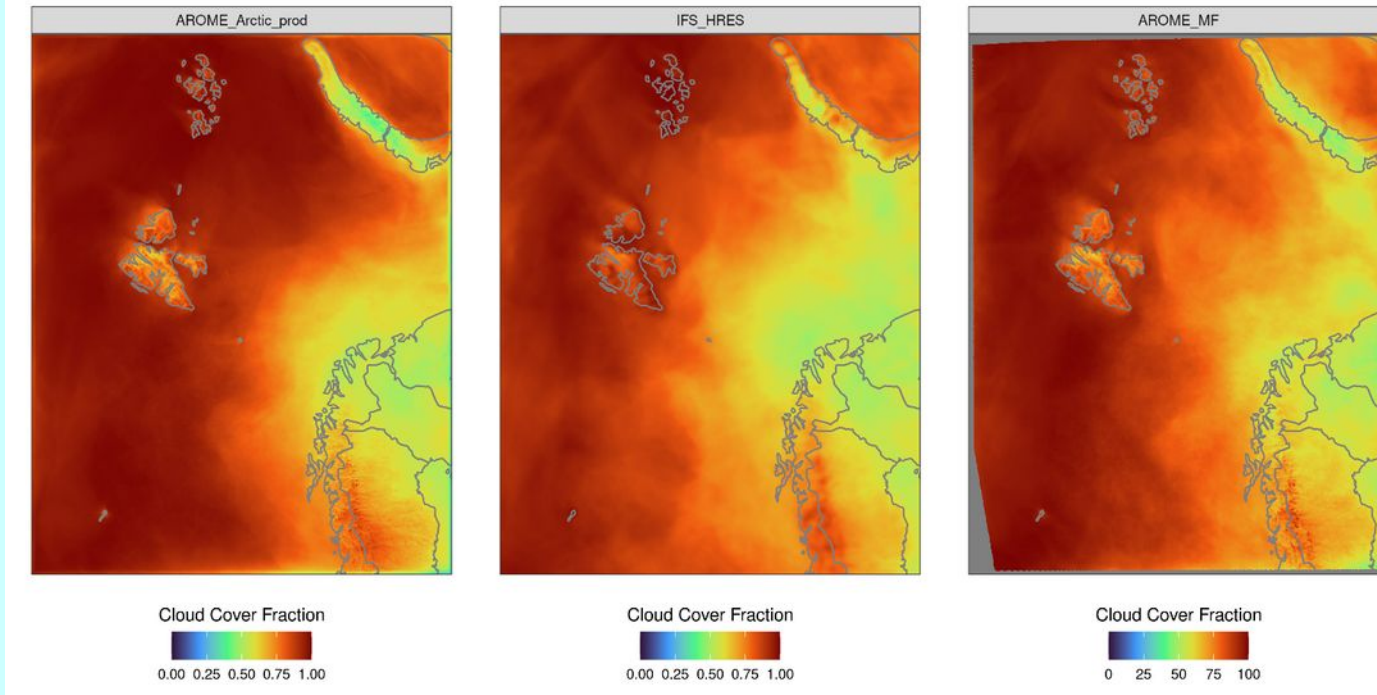 AROME_Arctic_prod
IFS_HRES
AROME_MF
Cloud Cover Fraction
0.00 0.25 0.50 0.75 1.00
Cloud Cover Fraction
0.00 0.25 0.50 0.75 1.00
Cloud Cover Fraction
0 25 50 75 100